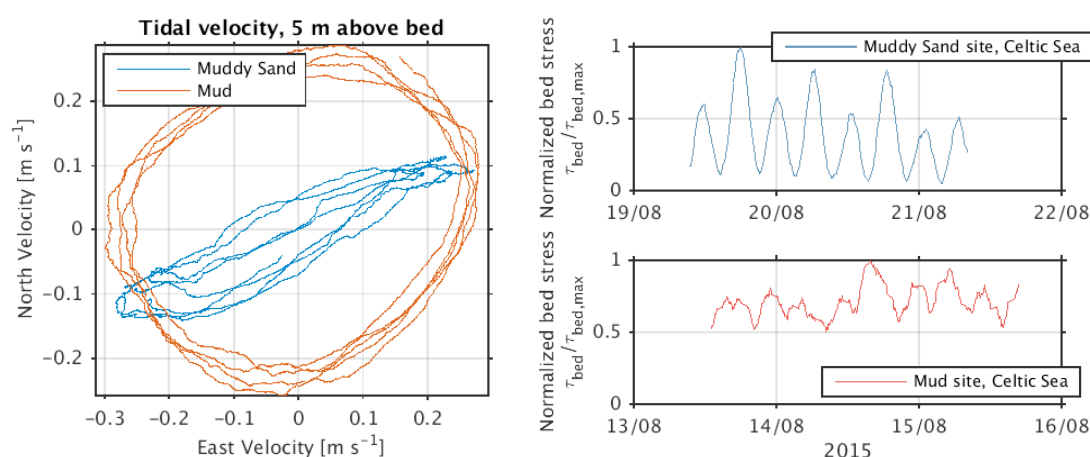 Tidal velocity, 5 m above bed
Muddy Sand
Mud
0.2
0.1
0
−0.1
−0.2
North Velocity [m s⁻¹]
−0.3 −0.2 −0.1 0 0.1 0.2
East Velocity [m s⁻¹]
Normalized bed stress
τbed/τbed,max
Muddy Sand site, Celtic Sea
1
0.5
0
19/08 20/08 21/08 22/08
Normalized bed stress
τbed/τbed,max
1
0.5
0
Mud site, Celtic Sea
13/08 14/08 15/08 16/08
2015